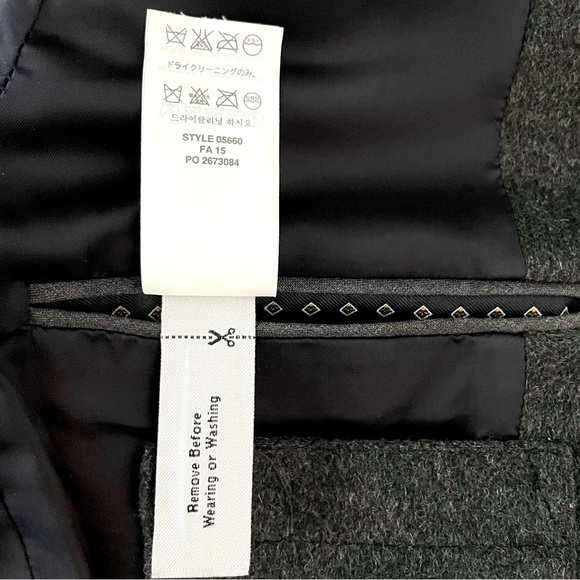 ドライクリーニングのみ。
드라이클리닝 하시오.
STYLE 05660
FA 15
PO 2673084
Remove Before
Wearing or Washing